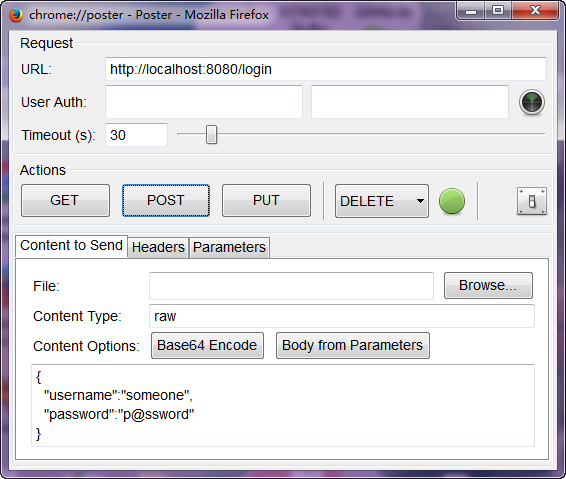 chrome://poster - Poster - Mozilla Firefox
Request
URL: http://localhost:8080/login
User Auth:
Timeout (s): 30
Actions
GET POST PUT DELETE
Content to Send Headers Parameters
File: Browse...
Content Type: raw
Content Options: Base64 Encode Body from Parameters
{
"username":"someone",
"password":"p@ssword"
}